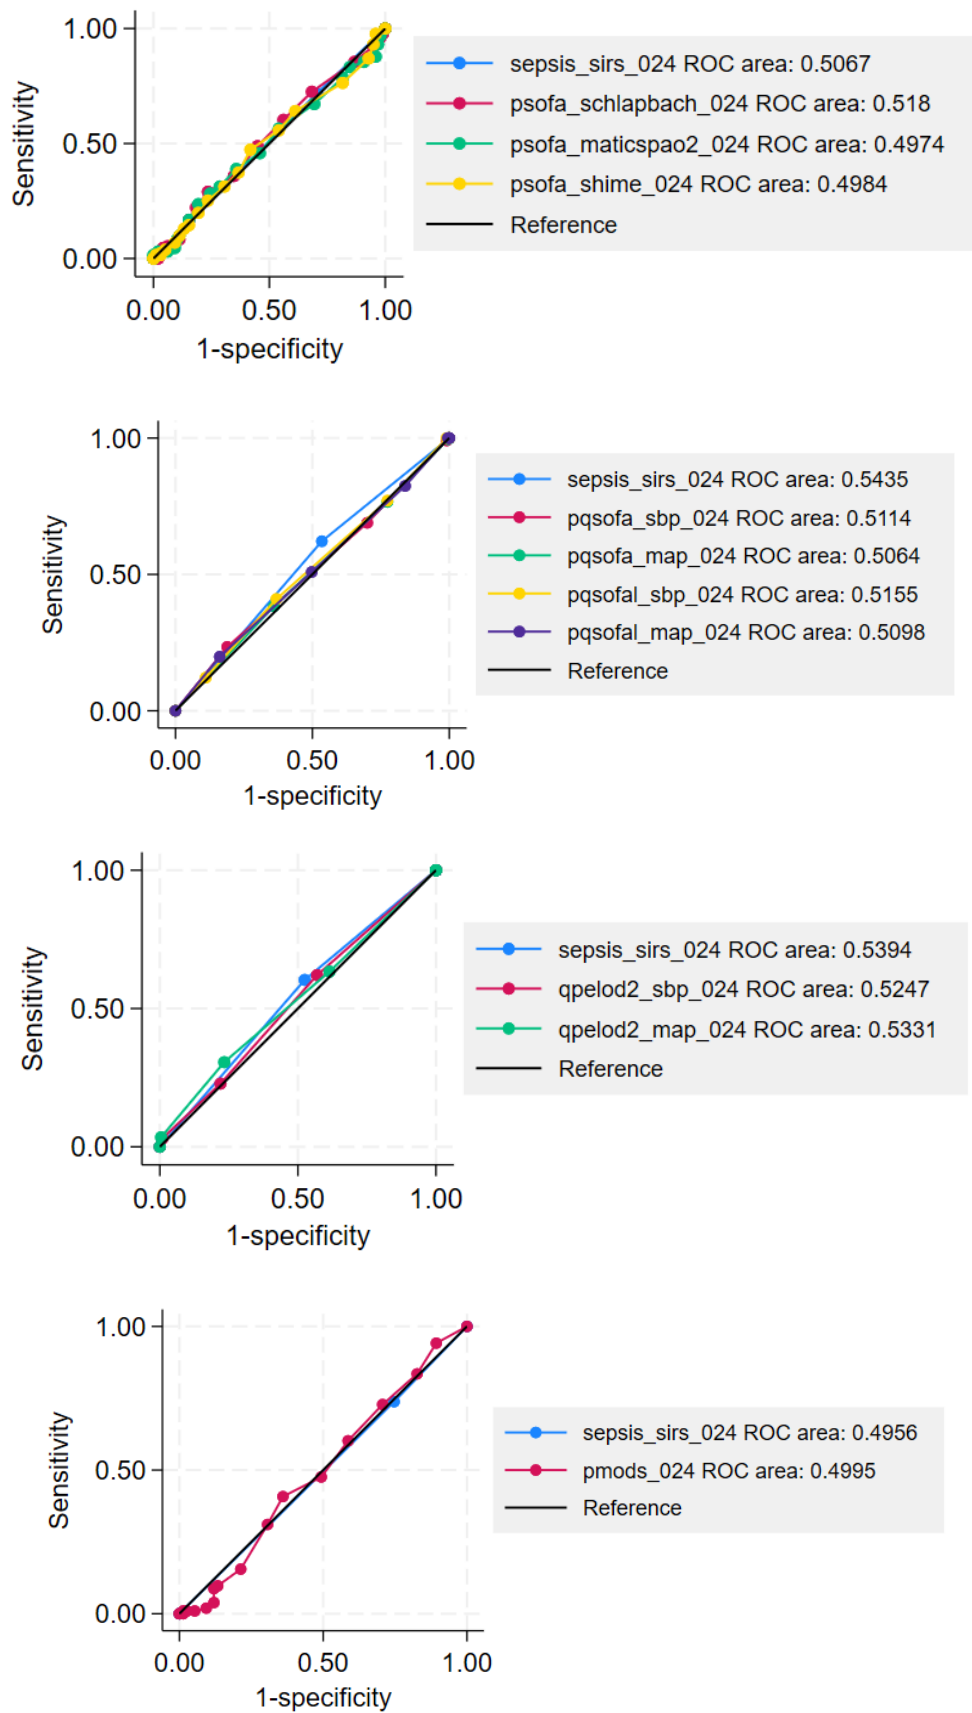 1.00
0.50
0.00
Sensitivity
0.00 0.50 1.00
1-specificity
sepsis_sirs_024 ROC area: 0.5067
psofa_schlapbach_024 ROC area: 0.518
psofa_maticspao2_024 ROC area: 0.4974
psofa_shime_024 ROC area: 0.4984
Reference
1.00
0.50
0.00
Sensitivity
0.00 0.50 1.00
1-specificity
sepsis_sirs_024 ROC area: 0.5435
pqsofa_sbp_024 ROC area: 0.5114
pqsofa_map_024 ROC area: 0.5064
pqsofal_sbp_024 ROC area: 0.5155
pqsofal_map_024 ROC area: 0.5098
Reference
1.00
0.50
0.00
Sensitivity
0.00 0.50 1.00
1-specificity
sepsis_sirs_024 ROC area: 0.5394
qpelod2_sbp_024 ROC area: 0.5247
qpelod2_map_024 ROC area: 0.5331
Reference
1.00
0.50
0.00
Sensitivity
0.00 0.50 1.00
1-specificity
sepsis_sirs_024 ROC area: 0.4956
pmods_024 ROC area: 0.4995
Reference